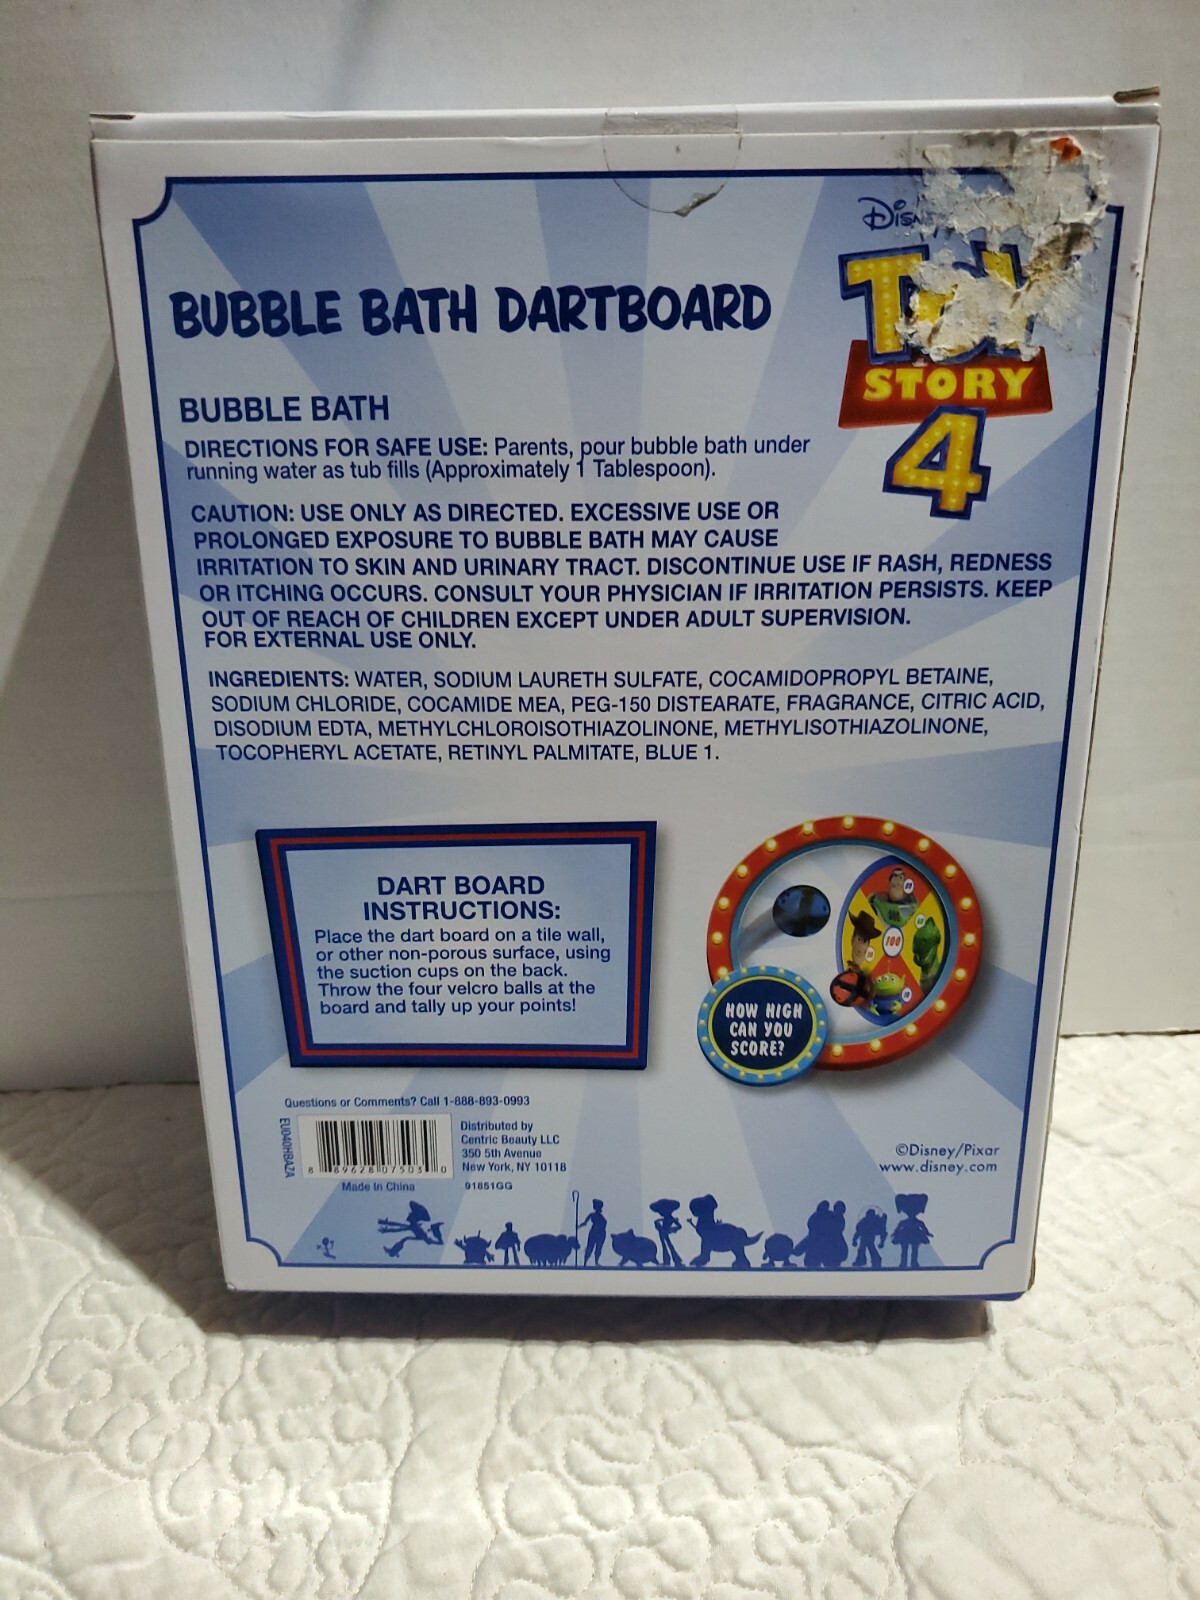 Disney
TOY
STORY
4
BUBBLE BATH DARTBOARD
BUBBLE BATH
DIRECTIONS FOR SAFE USE: Parents, pour bubble bath under
running water as tub fills (Approximately 1 Tablespoon).
CAUTION: USE ONLY AS DIRECTED. EXCESSIVE USE OR
PROLONGED EXPOSURE TO BUBBLE BATH MAY CAUSE
IRRITATION TO SKIN AND URINARY TRACT. DISCONTINUE USE IF RASH, REDNESS
OR ITCHING OCCURS. CONSULT YOUR PHYSICIAN IF IRRITATION PERSISTS. KEEP
OUT OF REACH OF CHILDREN EXCEPT UNDER ADULT SUPERVISION.
FOR EXTERNAL USE ONLY.
INGREDIENTS: WATER, SODIUM LAURETH SULFATE, COCAMIDOPROPYL BETAINE,
SODIUM CHLORIDE, COCAMIDE MEA, PEG-150 DISTEARATE, FRAGRANCE, CITRIC ACID,
DISODIUM EDTA, METHYLCHLOROISOTHIAZOLINONE, METHYLISOTHIAZOLINONE,
TOCOPHERYL ACETATE, RETINYL PALMITATE, BLUE 1.
DART BOARD
INSTRUCTIONS:
Place the dart board on a tile wall,
or other non-porous surface, using
the suction cups on the back.
Throw the four velcro balls at the
board and tally up your points!
100
HOW HIGH
CAN YOU
SCORE?
Questions or Comments? Call 1-888-893-0993
EU040HBAZA
8 89628 07503 0
Made In China
Distributed by
Centric Beauty LLC
350 5th Avenue
New York, NY 10118
91851GG
©Disney/Pixar
www.disney.com